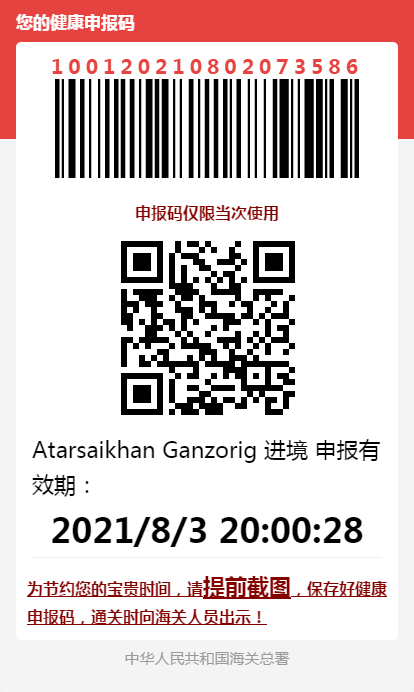 您的健康申报码
100120210802073586
申报码仅限当次使用
Atarsaikhan Ganzorig 进境 申报有
效期：
2021/8/3 20:00:28
为节约您的宝贵时间，请提前截图，保存好健康
申报码，通关时向海关人员出示！
中华人民共和国海关总署